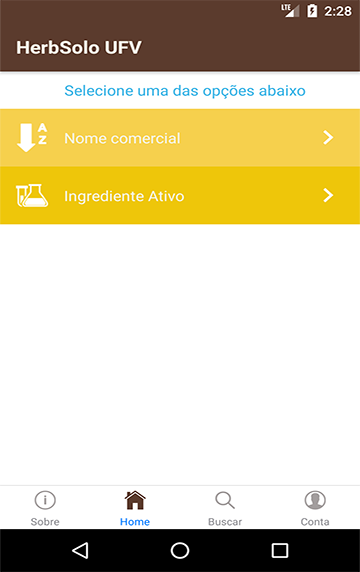 LTE 2:28
HerbSolo UFV
Selecione uma das opções abaixo
A
Z
Nome comercial
Ingrediente Ativo
Sobre Home Buscar Conta